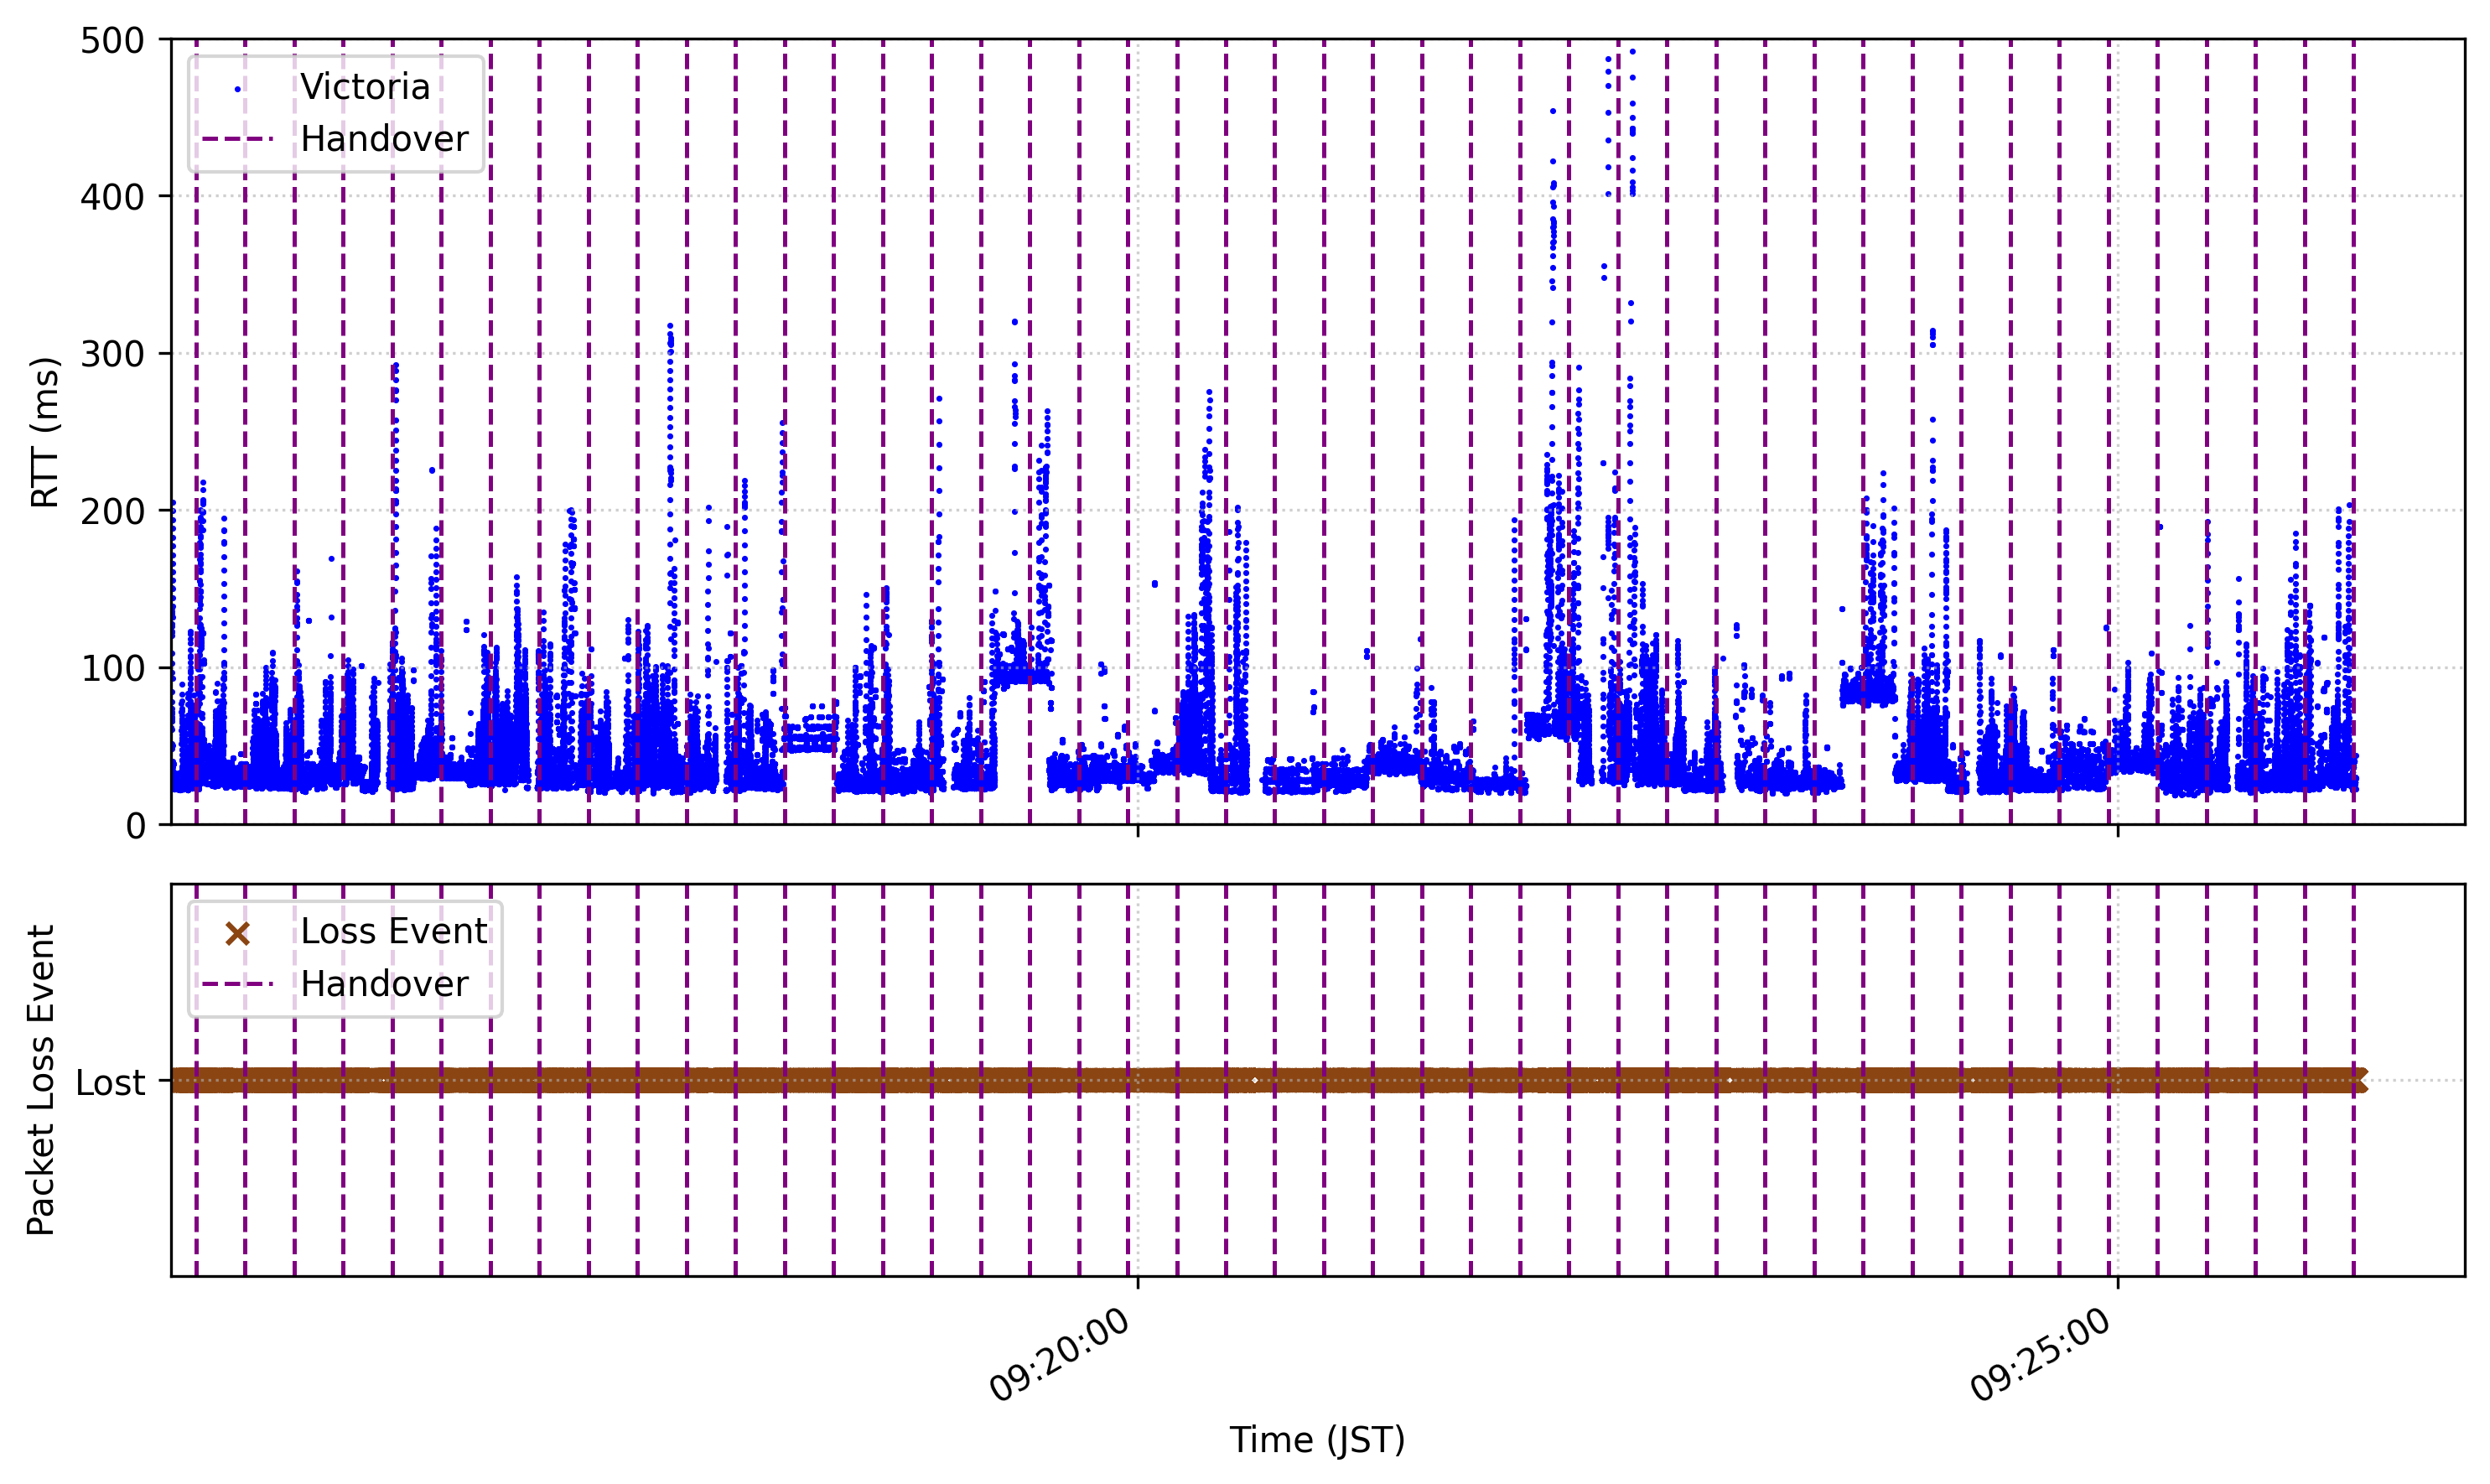 500
400
300
200
100
0
RTT (ms)
Victoria
Handover
Packet Loss Event
Lost
Loss Event
Handover
09:20:00
09:25:00
Time (JST)